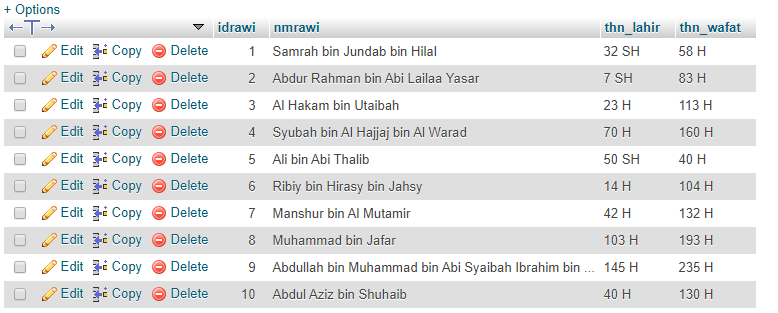 + Options
←T→ idrawi nmrawi thn_lahir thn_wafat
Edit Copy Delete 1 Samrah bin Jundab bin Hilal 32 SH 58 H
Edit Copy Delete 2 Abdur Rahman bin Abi Lailaa Yasar 7 SH 83 H
Edit Copy Delete 3 Al Hakam bin Utaibah 23 H 113 H
Edit Copy Delete 4 Syubah bin Al Hajjaj bin Al Warad 70 H 160 H
Edit Copy Delete 5 Ali bin Abi Thalib 50 SH 40 H
Edit Copy Delete 6 Ribiy bin Hirasy bin Jahsy 14 H 104 H
Edit Copy Delete 7 Manshur bin Al Mutamir 42 H 132 H
Edit Copy Delete 8 Muhammad bin Jafar 103 H 193 H
Edit Copy Delete 9 Abdullah bin Muhammad bin Abi Syaibah Ibrahim bin ... 145 H 235 H
Edit Copy Delete 10 Abdul Aziz bin Shuhaib 40 H 130 H